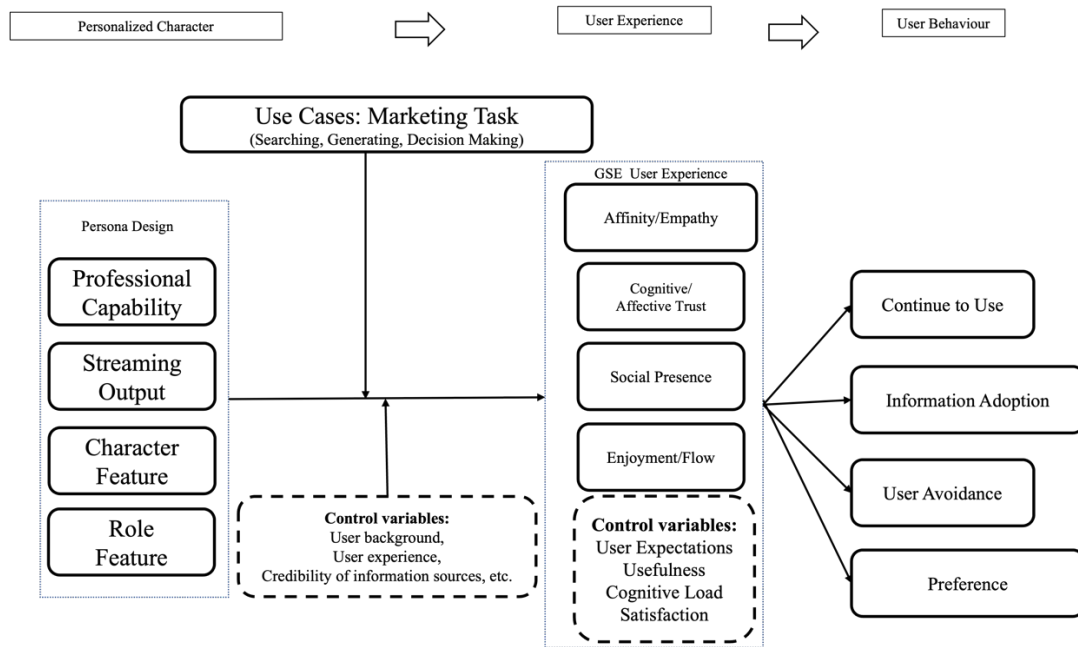 Personalized Character
User Experience
User Behaviour
Use Cases: Marketing Task
(Searching, Generating, Decision Making)
Persona Design
Professional
Capability
Streaming
Output
Character
Feature
Role
Feature
Control variables:
User background,
User experience,
Credibility of information sources, etc.
GSE User Experience
Affinity/Empathy
Cognitive/
Affective Trust
Social Presence
Enjoyment/Flow
Control variables:
User Expectations
Usefulness
Cognitive Load
Satisfaction
Continue to Use
Information Adoption
User Avoidance
Preference